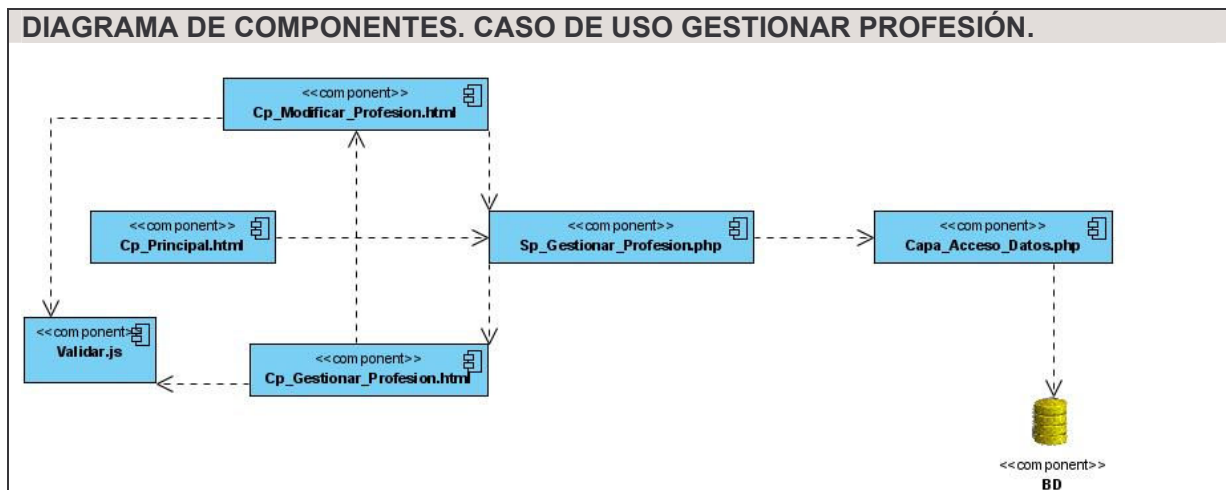 DIAGRAMA DE COMPONENTES. CASO DE USO GESTIONAR PROFESIÓN.
<<component>>
Cp_Modificar_Profesion.html
<<component>>
Cp_Principal.html
<<component>>
Sp_Gestionar_Profesion.php
<<component>>
Capa_Acceso_Datos.php
<<component>>
Validar.js
<<component>>
Cp_Gestionar_Profesion.html
<<component>>
BD